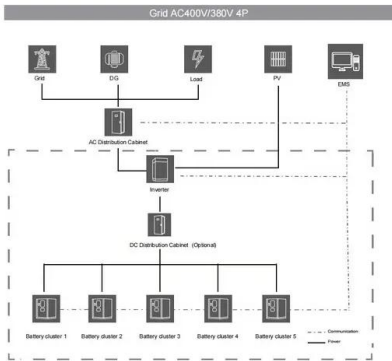 Grid AC400V/380V 4P
Grid
DG
Load
PV
EMS
AC Distribution Cabinet
Inverter
DC Distribution Cabinet (Optional)
Battery cluster 1
Battery cluster 2
Battery cluster 3
Battery cluster 4
Battery cluster 5
Communication
Power